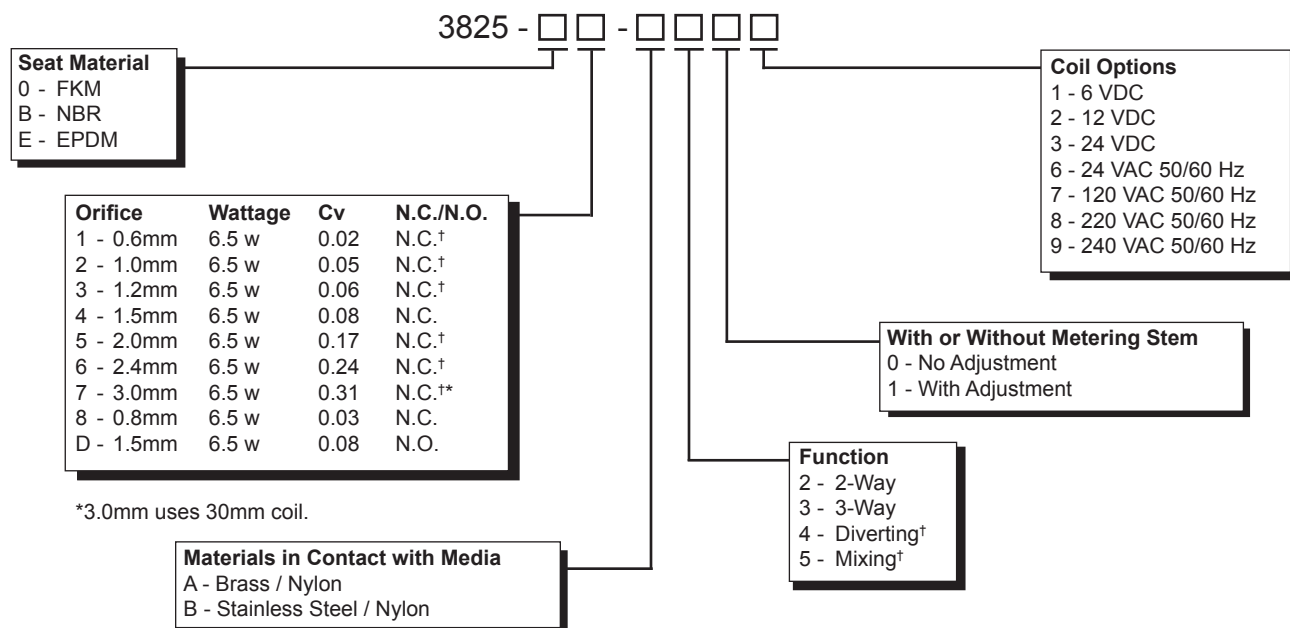 3825 - □□ - □□□□
Seat Material
0 - FKM
B - NBR
E - EPDM
Orifice Wattage Cv N.C./N.O.
1 - 0.6mm 6.5 w 0.02 N.C.†
2 - 1.0mm 6.5 w 0.05 N.C.†
3 - 1.2mm 6.5 w 0.06 N.C.†
4 - 1.5mm 6.5 w 0.08 N.C.
5 - 2.0mm 6.5 w 0.17 N.C.†
6 - 2.4mm 6.5 w 0.24 N.C.†
7 - 3.0mm 6.5 w 0.31 N.C.†*
8 - 0.8mm 6.5 w 0.03 N.C.
D - 1.5mm 6.5 w 0.08 N.O.
*3.0mm uses 30mm coil.
Materials in Contact with Media
A - Brass / Nylon
B - Stainless Steel / Nylon
Function
2 - 2-Way
3 - 3-Way
4 - Diverting†
5 - Mixing†
With or Without Metering Stem
0 - No Adjustment
1 - With Adjustment
Coil Options
1 - 6 VDC
2 - 12 VDC
3 - 24 VDC
6 - 24 VAC 50/60 Hz
7 - 120 VAC 50/60 Hz
8 - 220 VAC 50/60 Hz
9 - 240 VAC 50/60 Hz